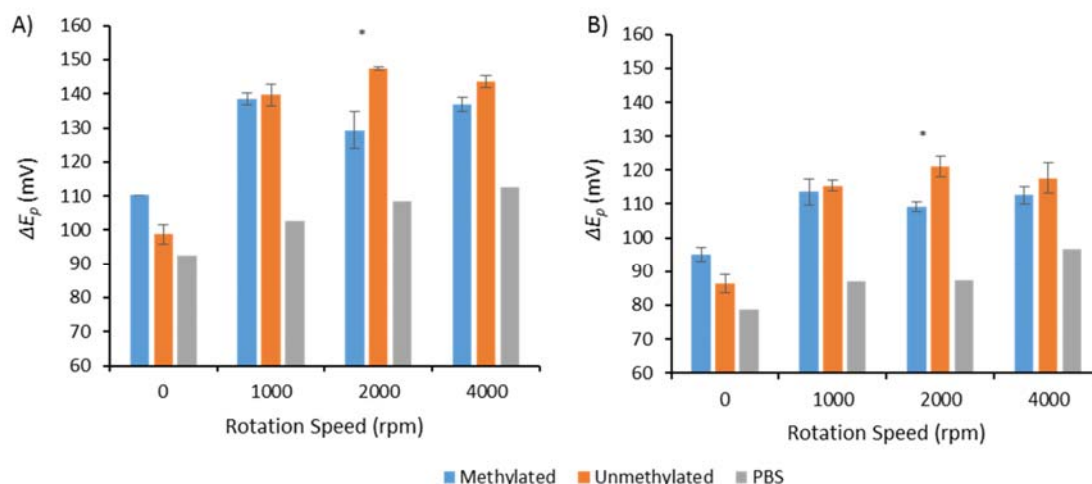 A)
160
150
140
130
120
110
100
90
80
70
60
ΔEp (mV)
*
0 1000 2000 4000
Rotation Speed (rpm)
B)
160
150
140
130
120
110
100
90
80
70
60
ΔEp (mV)
*
0 1000 2000 4000
Rotation Speed (rpm)
Methylated Unmethylated PBS